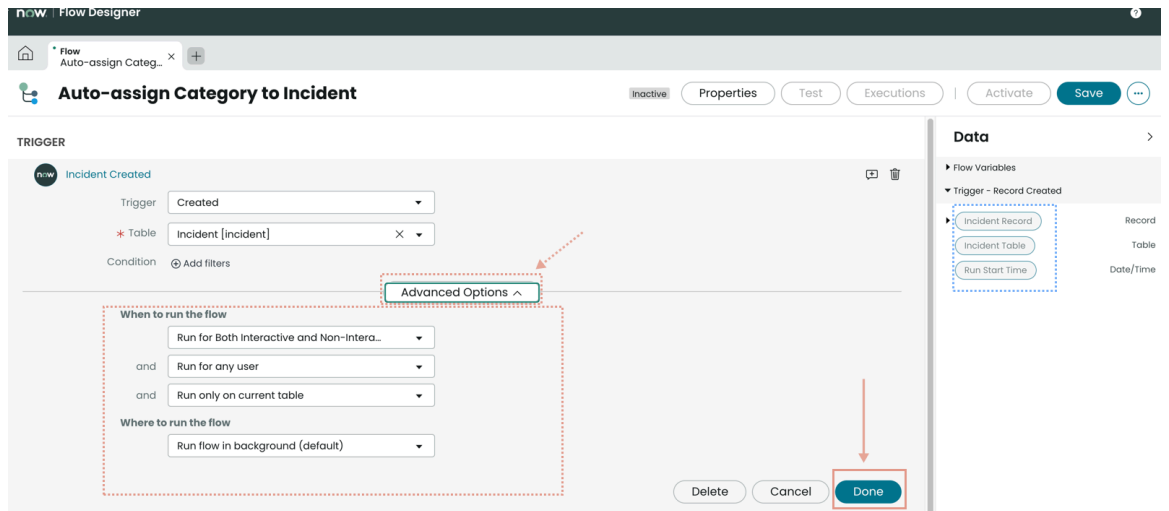 now. | Flow Designer
?
* Flow
Auto-assign Categ... × +
Auto-assign Category to Incident
Inactive Properties Test Executions | Activate Save ...
TRIGGER
now Incident Created
Trigger Created
* Table Incident [incident] ×
Condition + Add filters
Advanced Options
When to run the flow
Run for Both Interactive and Non-Intera...
and Run for any user
and Run only on current table
Where to run the flow
Run flow in background (default)
Delete Cancel Done
Data
Flow Variables
Trigger - Record Created
Incident Record Record
Incident Table Table
Run Start Time Date/Time